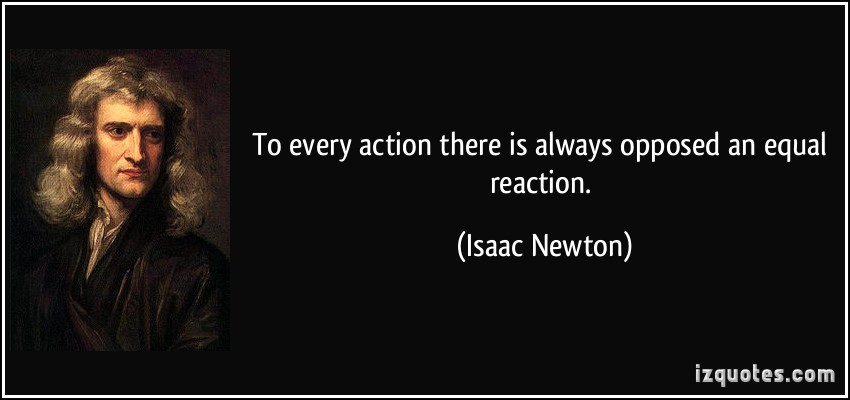 To every action there is always opposed an equal
reaction.
(Isaac Newton)
izquotes.com